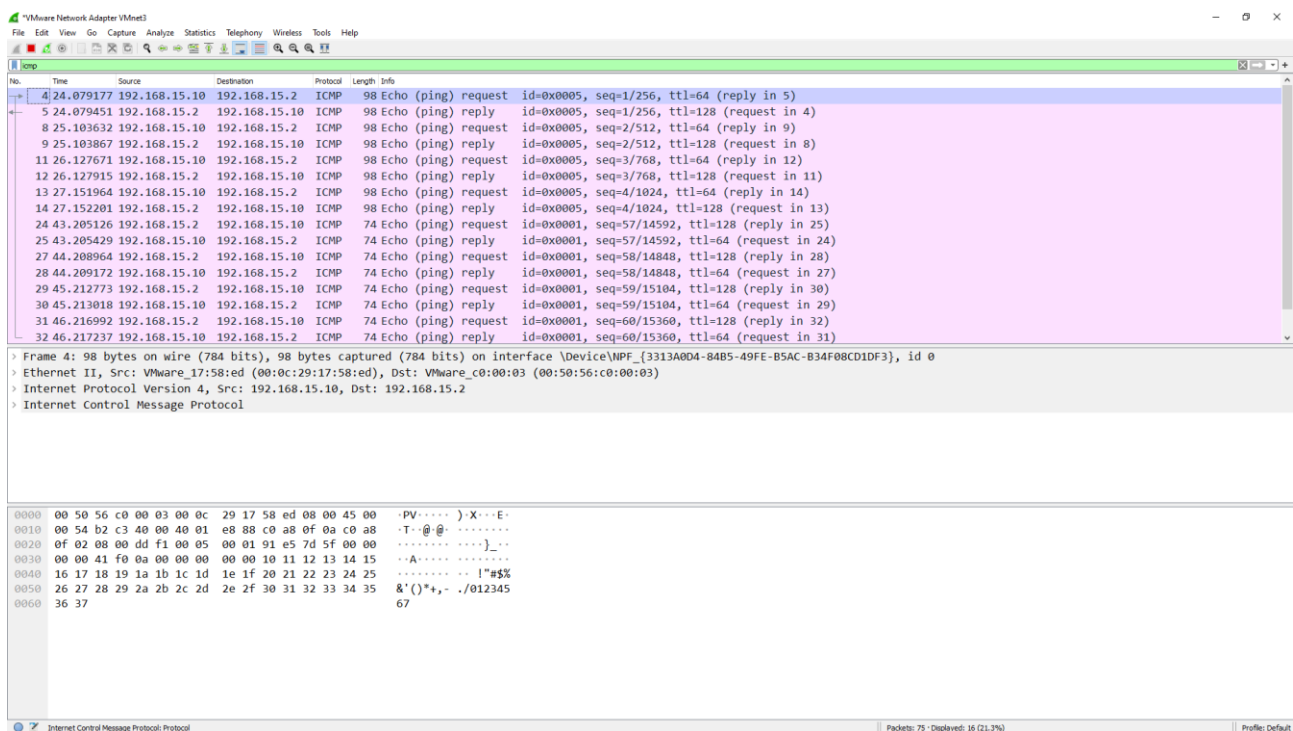 *VMware Network Adapter VMnet3
File Edit View Go Capture Analyze Statistics Telephony Wireless Tools Help
icmp
No. Time Source Destination Protocol Length Info
4 24.079177 192.168.15.10 192.168.15.2 ICMP 98 Echo (ping) request id=0x0005, seq=1/256, ttl=64 (reply in 5)
5 24.079451 192.168.15.2 192.168.15.10 ICMP 98 Echo (ping) reply id=0x0005, seq=1/256, ttl=128 (request in 4)
8 25.103632 192.168.15.10 192.168.15.2 ICMP 98 Echo (ping) request id=0x0005, seq=2/512, ttl=64 (reply in 9)
9 25.103867 192.168.15.2 192.168.15.10 ICMP 98 Echo (ping) reply id=0x0005, seq=2/512, ttl=128 (request in 8)
11 26.127671 192.168.15.10 192.168.15.2 ICMP 98 Echo (ping) request id=0x0005, seq=3/768, ttl=64 (reply in 12)
12 26.127915 192.168.15.2 192.168.15.10 ICMP 98 Echo (ping) reply id=0x0005, seq=3/768, ttl=128 (request in 11)
13 27.151964 192.168.15.10 192.168.15.2 ICMP 98 Echo (ping) request id=0x0005, seq=4/1024, ttl=64 (reply in 14)
14 27.152201 192.168.15.2 192.168.15.10 ICMP 98 Echo (ping) reply id=0x0005, seq=4/1024, ttl=128 (request in 13)
24 43.205126 192.168.15.2 192.168.15.10 ICMP 74 Echo (ping) request id=0x0001, seq=57/14592, ttl=128 (reply in 25)
25 43.205429 192.168.15.10 192.168.15.2 ICMP 74 Echo (ping) reply id=0x0001, seq=57/14592, ttl=64 (request in 24)
27 44.208964 192.168.15.2 192.168.15.10 ICMP 74 Echo (ping) request id=0x0001, seq=58/14848, ttl=128 (reply in 28)
28 44.209172 192.168.15.10 192.168.15.2 ICMP 74 Echo (ping) reply id=0x0001, seq=58/14848, ttl=64 (request in 27)
29 45.212773 192.168.15.2 192.168.15.10 ICMP 74 Echo (ping) request id=0x0001, seq=59/15104, ttl=128 (reply in 30)
30 45.213018 192.168.15.10 192.168.15.2 ICMP 74 Echo (ping) reply id=0x0001, seq=59/15104, ttl=64 (request in 29)
31 46.216992 192.168.15.2 192.168.15.10 ICMP 74 Echo (ping) request id=0x0001, seq=60/15360, ttl=128 (reply in 32)
32 46.217237 192.168.15.10 192.168.15.2 ICMP 74 Echo (ping) reply id=0x0001, seq=60/15360, ttl=64 (request in 31)
> Frame 4: 98 bytes on wire (784 bits), 98 bytes captured (784 bits) on interface \Device\NPF_{3313A0D4-84B5-49FE-B5AC-B34F08CD1DF3}, id 0
> Ethernet II, Src: VMware_17:58:ed (00:0c:29:17:58:ed), Dst: VMware_c0:00:03 (00:50:56:c0:00:03)
> Internet Protocol Version 4, Src: 192.168.15.10, Dst: 192.168.15.2
> Internet Control Message Protocol
0000 00 50 56 c0 00 03 00 0c 29 17 58 ed 08 00 45 00 ·PV····· )·X···E·
0010 00 54 b2 c3 40 00 40 01 e8 88 c0 a8 0f 0a c0 a8 ·T··@·@· ········
0020 0f 02 08 00 dd f1 00 05 00 01 91 e5 7d 5f 00 00 ········ ····}_··
0030 00 00 41 f0 0a 00 00 00 00 00 10 11 12 13 14 15 ··A····· ········
0040 16 17 18 19 1a 1b 1c 1d 1e 1f 20 21 22 23 24 25 ········ ·· !"#$%
0050 26 27 28 29 2a 2b 2c 2d 2e 2f 30 31 32 33 34 35 &'()*+,- ./012345
0060 36 37 67
Internet Control Message Protocol: Protocol Packets: 75 · Displayed: 16 (21.3%) Profile: Default